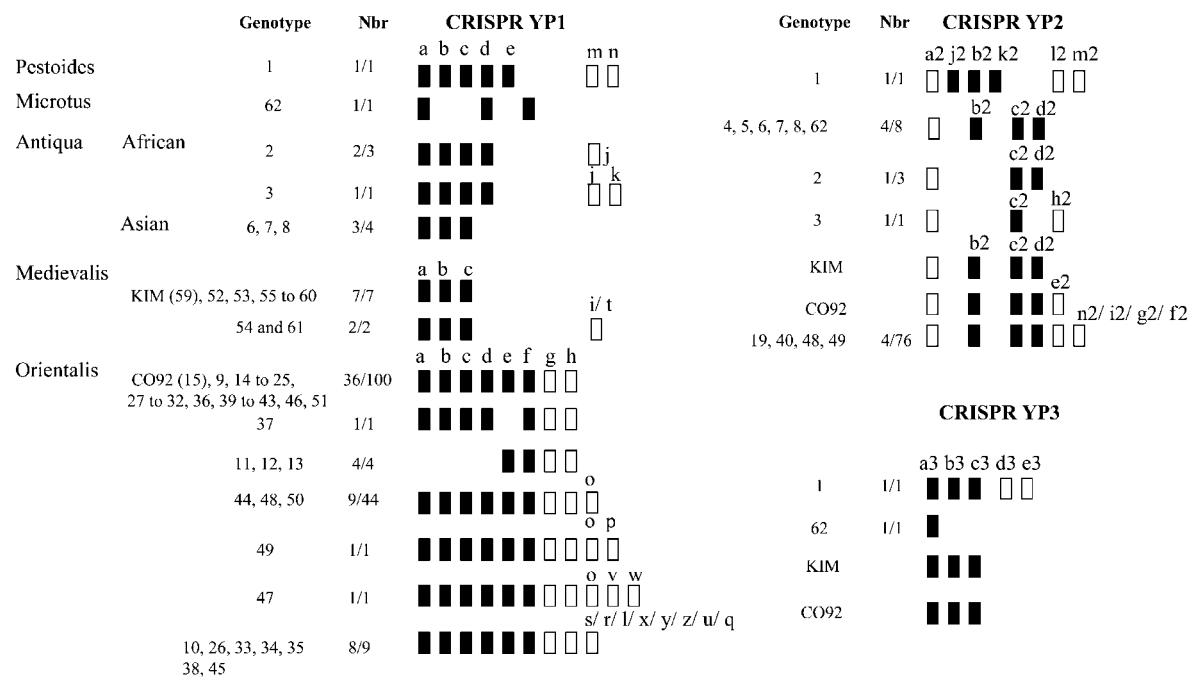 Genotype Nbr CRISPR YP1
a b c d e
m n
Pestoides 1 1/1
Microtus 62 1/1
Antiqua African 2 2/3 j
j k
3 1/1
Asian 6, 7, 8 3/4
Medievalis a b c
KIM (59), 52, 53, 55 to 60 7/7
i/ t
54 and 61 2/2
Orientalis a b c d e f g h
CO92 (15), 9, 14 to 25, 36/100
27 to 32, 36, 39 to 43, 46, 51
37 1/1
11, 12, 13 4/4
o
44, 48, 50 9/44
o p
49 1/1
o v w
47 1/1
s/ r/ l/ x/ y/ z/ u/ q
10, 26, 33, 34, 35 8/9
38, 45
Genotype Nbr CRISPR YP2
a2 j2 b2 k2 l2 m2
1 1/1
b2 c2 d2
4, 5, 6, 7, 8, 62 4/8
c2 d2
2 1/3
c2 h2
3 1/1
b2 c2 d2
KIM
e2
CO92
n2/ i2/ g2/ f2
19, 40, 48, 49 4/76
CRISPR YP3
a3 b3 c3 d3 e3
1 1/1
62 1/1
KIM
CO92